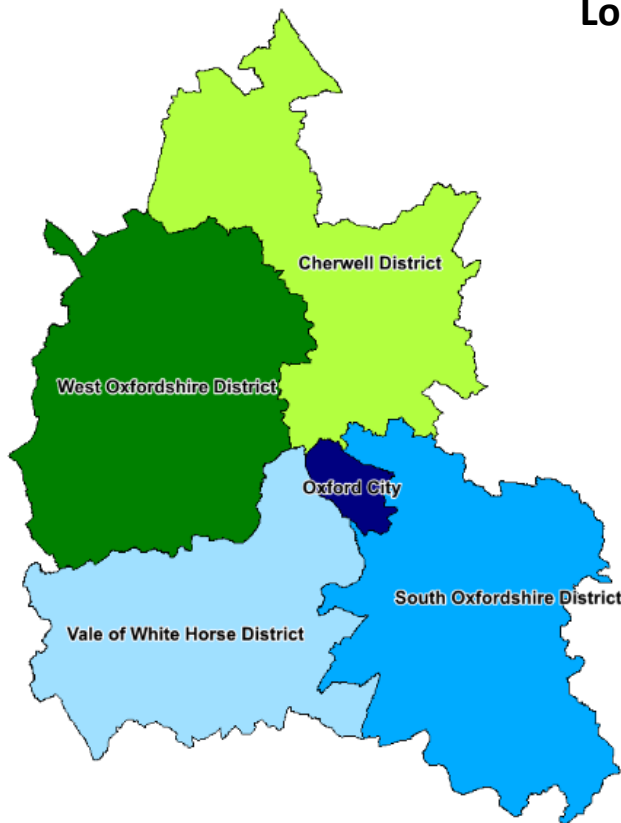 Lo
Cherwell District
West Oxfordshire District
Oxford City
South Oxfordshire District
Vale of White Horse District